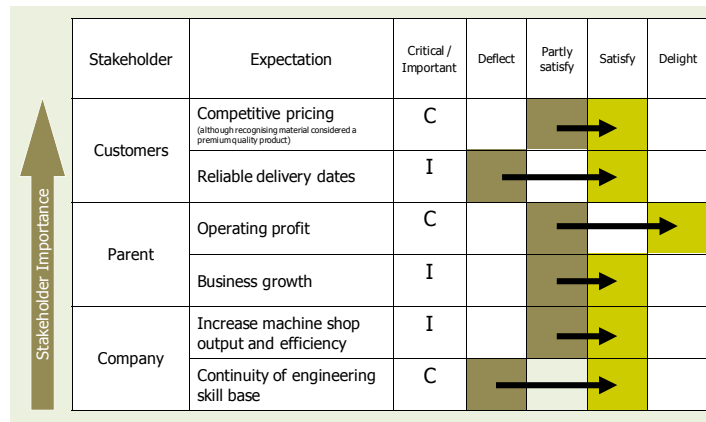 Stakeholder
Expectation
Critical /
Important
Deflect
Partly
satisfy
Satisfy
Delight
Stakeholder Importance
Customers
Competitive pricing
(although recognising material considered a
premium quality product)
C
Reliable delivery dates
I
Parent
Operating profit
C
Business growth
I
Company
Increase machine shop
output and efficiency
I
Continuity of engineering
skill base
C